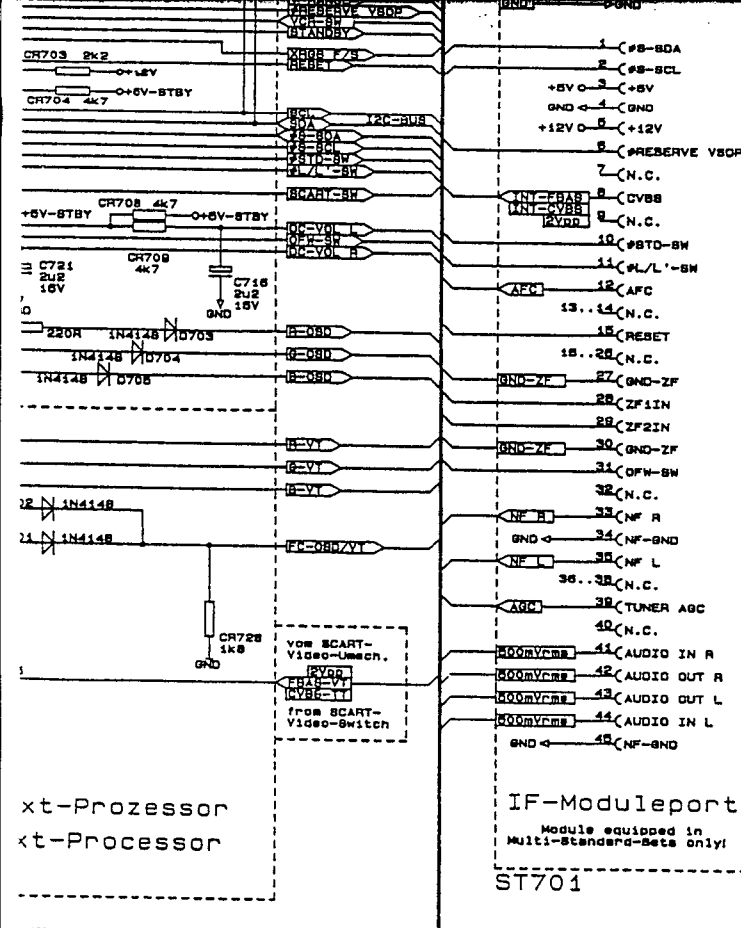 GND
GND
PRESERVE VSOP
VCR-SW
STANDBY
XRGB F/S
RESET
CR703 2k2
CR704 4k7
+5V-STBY
SCL
SDA
I2C-BUS
#S-SDA
#S-SCL
#STD-SW
#L/L'-SW
SCART-SW
CR708 4k7
+5V-STBY
+5V-STBY
CR709
4k7
DC-VOL L
OFW-SW
DC-VOL R
C721
2u2
16V
C716
2u2
16V
GND
220R
1N4148 D703
R-OSD
1N4148 D704
G-OSD
1N4148 D705
B-OSD
R-VT
G-VT
B-VT
1N4148
1N4148
FC-OSD/VT
CR728
1k8
GND
vom SCART-
Video-Umsch.
2Vpp
FBAS-VT
CVBS-TT
from SCART-
Video-Switch
xt-Prozessor
xt-Processor
1 #S-SDA
2 #S-SCL
+5V 3 +5V
GND 4 GND
+12V 5 +12V
6 #RESERVE VSOP
7 N.C.
INT-FBAS 8 CVBS
INT-CVBS
2Vpp 9 N.C.
10 #STD-SW
11 #L/L'-SW
AFC 12 AFC
13..14 N.C.
15 RESET
16..26 N.C.
GND-ZF 27 GND-ZF
28 ZF1IN
29 ZF2IN
GND-ZF 30 GND-ZF
31 OFW-SW
32 N.C.
NF R 33 NF R
GND 34 NF-GND
NF L 35 NF L
36..38 N.C.
AGC 39 TUNER AGC
40 N.C.
500mVrms 41 AUDIO IN R
500mVrms 42 AUDIO OUT R
500mVrms 43 AUDIO OUT L
500mVrms 44 AUDIO IN L
GND 45 NF-GND
IF-Moduleport
Module equipped in
Multi-Standard-Sets only!
ST701